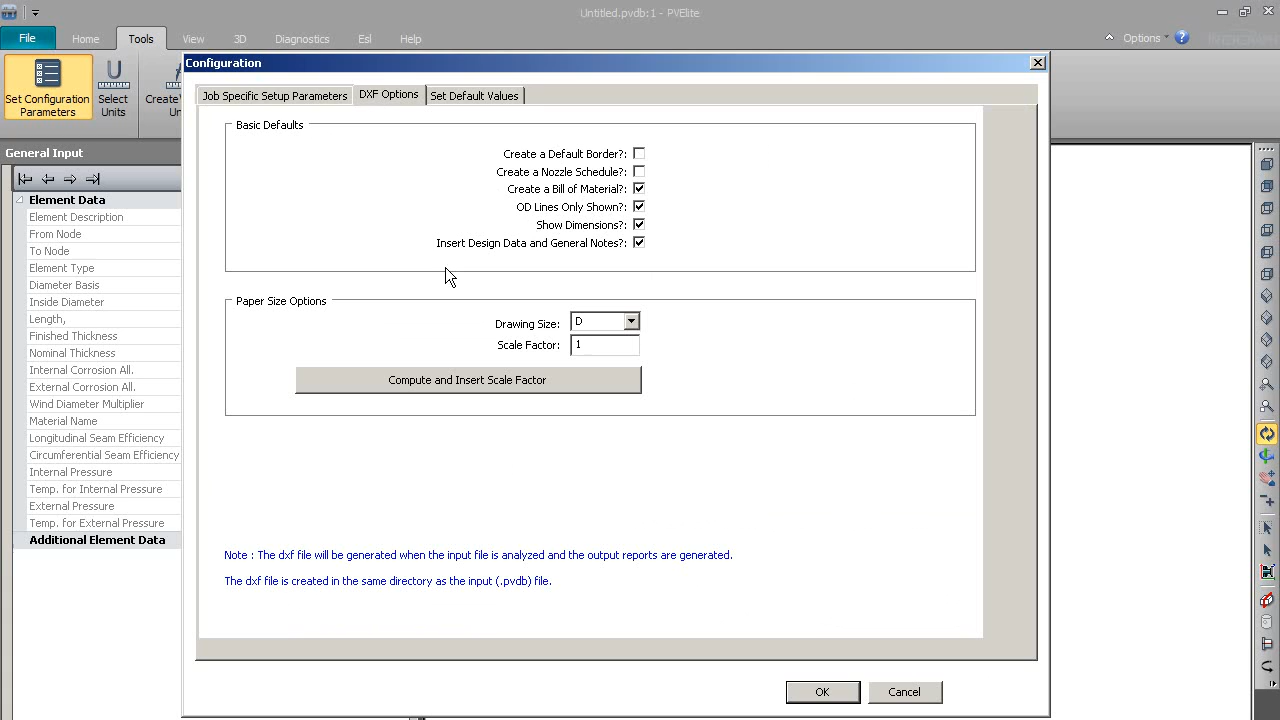 Untitled.pvdb:1 - PVElite
File Home Tools View 3D Diagnostics Esl Help Options
Set Configuration Parameters
Select Units
Configuration
Job Specific Setup Parameters DXF Options Set Default Values
Basic Defaults
Create a Default Border?:
Create a Nozzle Schedule?:
Create a Bill of Material?:
OD Lines Only Shown?:
Show Dimensions?:
Insert Design Data and General Notes?:
Paper Size Options
Drawing Size: D
Scale Factor: 1
Compute and Insert Scale Factor
Note : The dxf file will be generated when the input file is analyzed and the output reports are generated.
The dxf file is created in the same directory as the input (.pvdb) file.
OK Cancel
General Input
Element Data
Element Description
From Node
To Node
Element Type
Diameter Basis
Inside Diameter
Length,
Finished Thickness
Nominal Thickness
Internal Corrosion All.
External Corrosion All.
Wind Diameter Multiplier
Material Name
Longitudinal Seam Efficiency
Circumferential Seam Efficiency
Internal Pressure
Temp. for Internal Pressure
External Pressure
Temp. for External Pressure
Additional Element Data